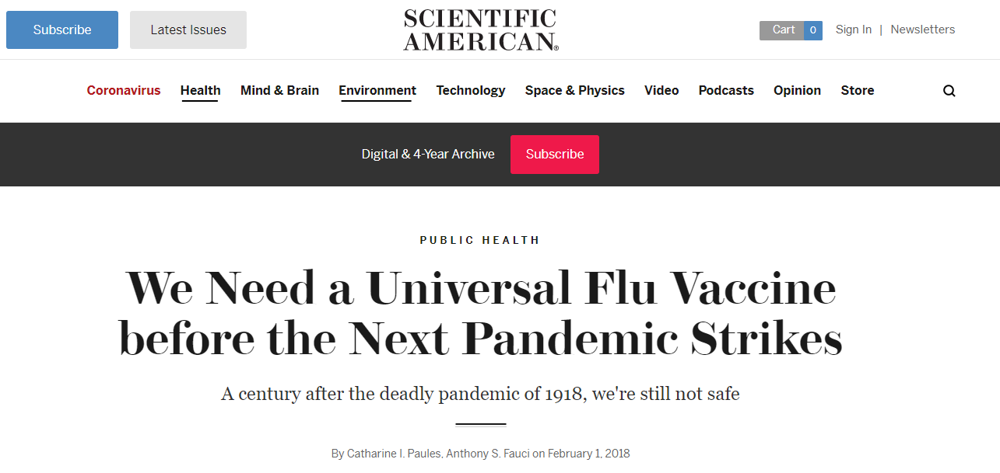 Subscribe
Latest Issues
SCIENTIFIC
AMERICAN®
Cart 0
Sign In | Newsletters
Coronavirus Health Mind & Brain Environment Technology Space & Physics Video Podcasts Opinion Store
Digital & 4-Year Archive Subscribe
PUBLIC HEALTH
We Need a Universal Flu Vaccine
before the Next Pandemic Strikes
A century after the deadly pandemic of 1918, we're still not safe
By Catharine I. Paules, Anthony S. Fauci on February 1, 2018